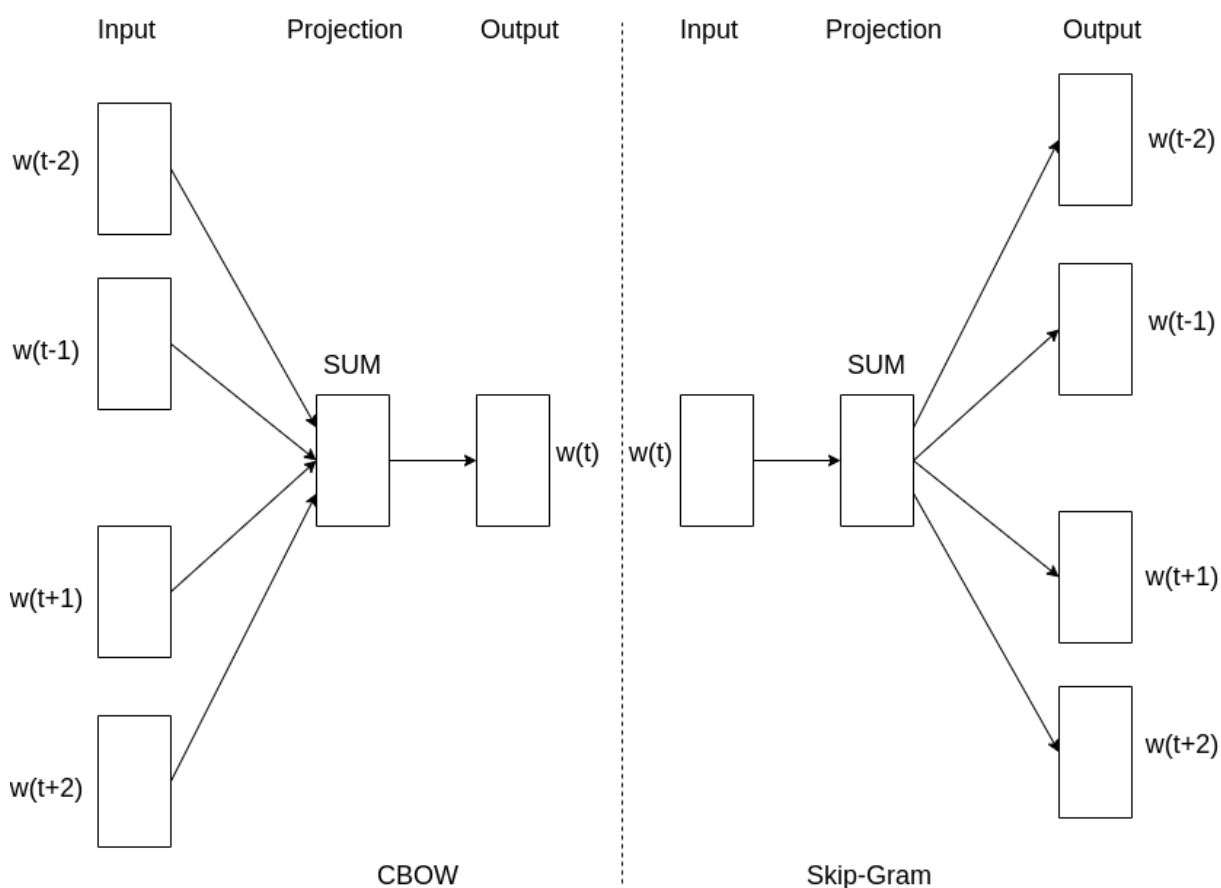 Input
Projection
Output
w(t-2)
w(t-1)
SUM
w(t)
w(t+1)
w(t+2)
CBOW
Input
Projection
Output
w(t-2)
w(t-1)
SUM
w(t)
w(t+1)
w(t+2)
Skip-Gram